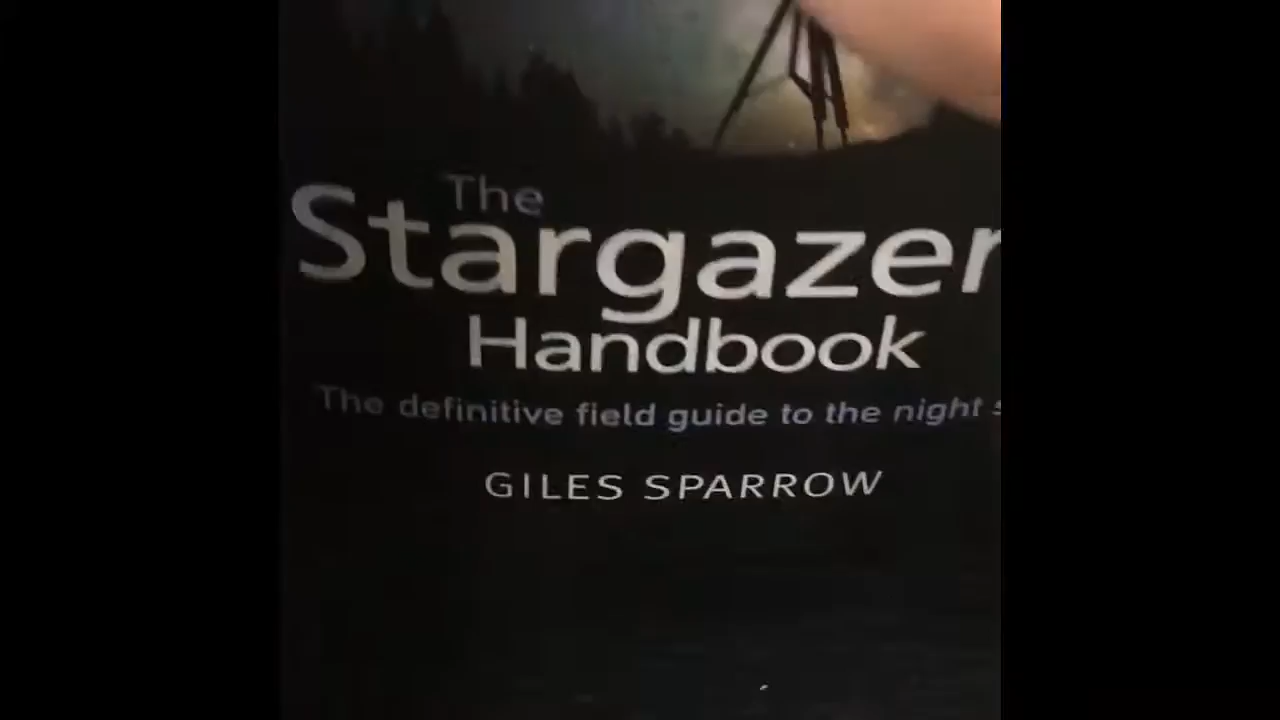 The
Stargazer
Handbook
The definitive field guide to the night
GILES SPARROW